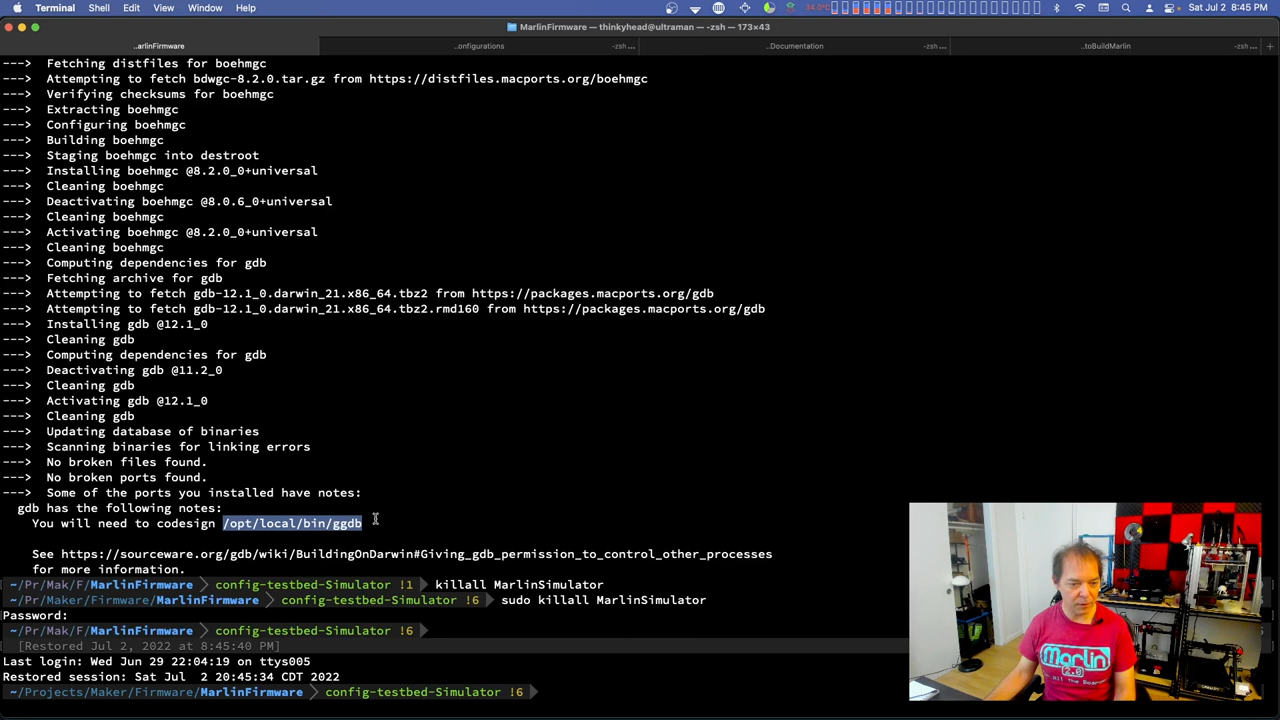 Terminal Shell Edit View Window Help 34.0°C Sat Jul 2 8:45 PM
MarlinFirmware — thinkyhead@ultraman — -zsh — 173×43
..arlinFirmware ..onfigurations -zsh ... ..Documentation -zsh ... ..toBuildMarlin -zsh ... +
---> Fetching distfiles for boehmgc
---> Attempting to fetch bdwgc-8.2.0.tar.gz from https://distfiles.macports.org/boehmgc
---> Verifying checksums for boehmgc
---> Extracting boehmgc
---> Configuring boehmgc
---> Building boehmgc
---> Staging boehmgc into destroot
---> Installing boehmgc @8.2.0_0+universal
---> Cleaning boehmgc
---> Deactivating boehmgc @8.0.6_0+universal
---> Cleaning boehmgc
---> Activating boehmgc @8.2.0_0+universal
---> Cleaning boehmgc
---> Computing dependencies for gdb
---> Fetching archive for gdb
---> Attempting to fetch gdb-12.1_0.darwin_21.x86_64.tbz2 from https://packages.macports.org/gdb
---> Attempting to fetch gdb-12.1_0.darwin_21.x86_64.tbz2.rmd160 from https://packages.macports.org/gdb
---> Installing gdb @12.1_0
---> Cleaning gdb
---> Computing dependencies for gdb
---> Deactivating gdb @11.2_0
---> Cleaning gdb
---> Activating gdb @12.1_0
---> Cleaning gdb
---> Updating database of binaries
---> Scanning binaries for linking errors
---> No broken files found.
---> No broken ports found.
---> Some of the ports you installed have notes:
gdb has the following notes:
You will need to codesign /opt/local/bin/ggdb
See https://sourceware.org/gdb/wiki/BuildingOnDarwin#Giving_gdb_permission_to_control_other_processes
for more information.
~/Pr/Mak/F/MarlinFirmware config-testbed-Simulator !1 killall MarlinSimulator
~/Pr/Maker/Firmware/MarlinFirmware config-testbed-Simulator !6 sudo killall MarlinSimulator
Password:
~/Pr/Mak/F/MarlinFirmware config-testbed-Simulator !6
[Restored Jul 2, 2022 at 8:45:40 PM]
Last login: Wed Jun 29 22:04:19 on ttys005
Restored session: Sat Jul 2 20:45:34 CDT 2022
~/Projects/Maker/Firmware/MarlinFirmware config-testbed-Simulator !6
Marlin
2.0